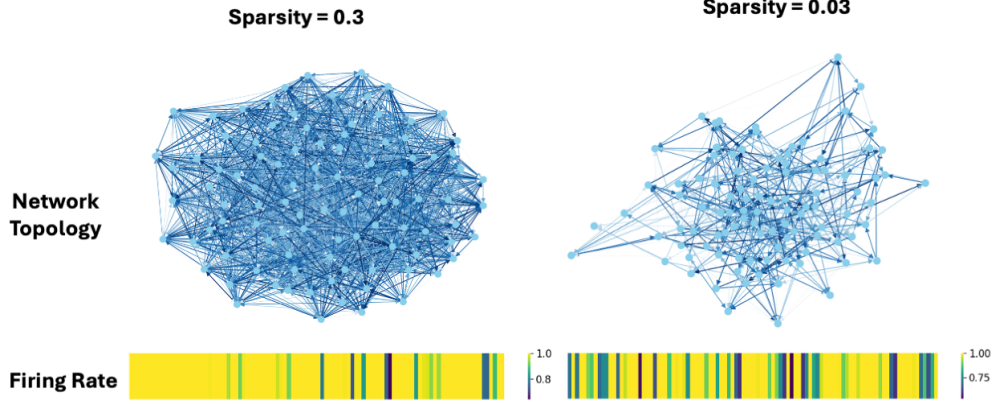 Sparsity = 0.3
Sparsity = 0.03
Network
Topology
Firing Rate
1.0
0.8
1.00
0.75